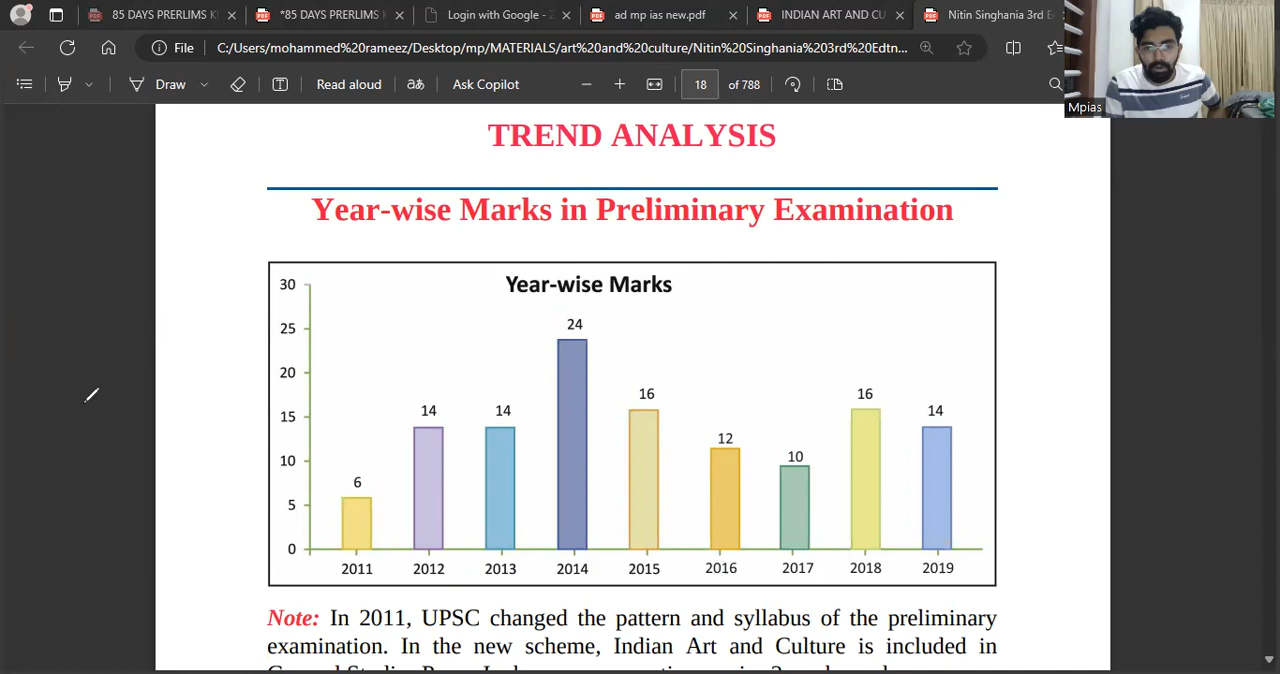 85 DAYS PRERLIMS K
*85 DAYS PRERLIMS
Login with Google - 2
ad mp ias new.pdf
INDIAN ART AND CU
Nitin Singhania 3rd E
File
C:/Users/mohammed%20rameez/Desktop/mp/MATERIALS/art%20and%20culture/Nitin%20Singhania%203rd%20Edtn...
Draw
Read aloud
aあ
Ask Copilot
18
of 788
Mpias
TREND ANALYSIS
Year-wise Marks in Preliminary Examination
Year-wise Marks
30
25
20
15
10
5
0
6
14
14
24
16
12
10
16
14
2011
2012
2013
2014
2015
2016
2017
2018
2019
Note: In 2011, UPSC changed the pattern and syllabus of the preliminary
examination. In the new scheme, Indian Art and Culture is included in